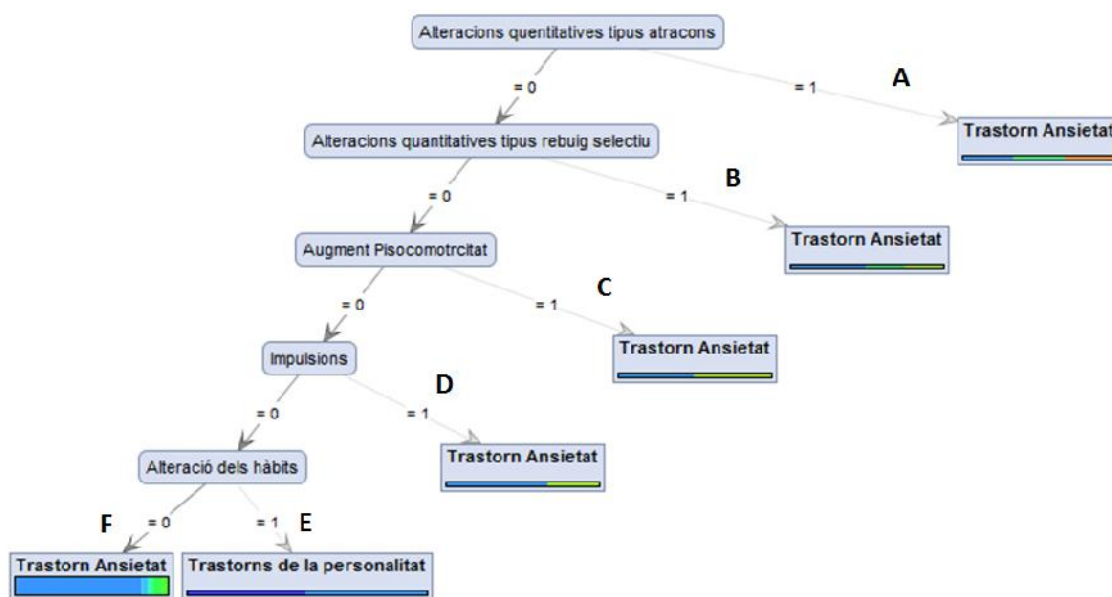 Alteracions quentitatives tipus atracons
= 0
= 1
A
Trastorn Ansietat
Alteracions quantitatives tipus rebuig selectiu
= 0
= 1
B
Trastorn Ansietat
Augment Pisocomotrcitat
= 0
= 1
C
Trastorn Ansietat
Impulsions
= 0
= 1
D
Trastorn Ansietat
Alteració dels hàbits
F
= 0
= 1
E
Trastorn Ansietat
Trastorns de la personalitat